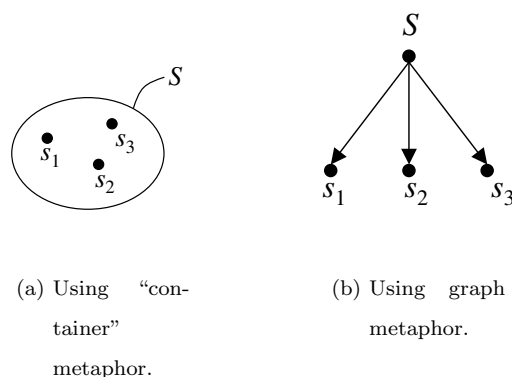 S
s1
s3
s2
S
s1 s2 s3
(a) Using “con-
tainer”
metaphor.
(b) Using graph
metaphor.